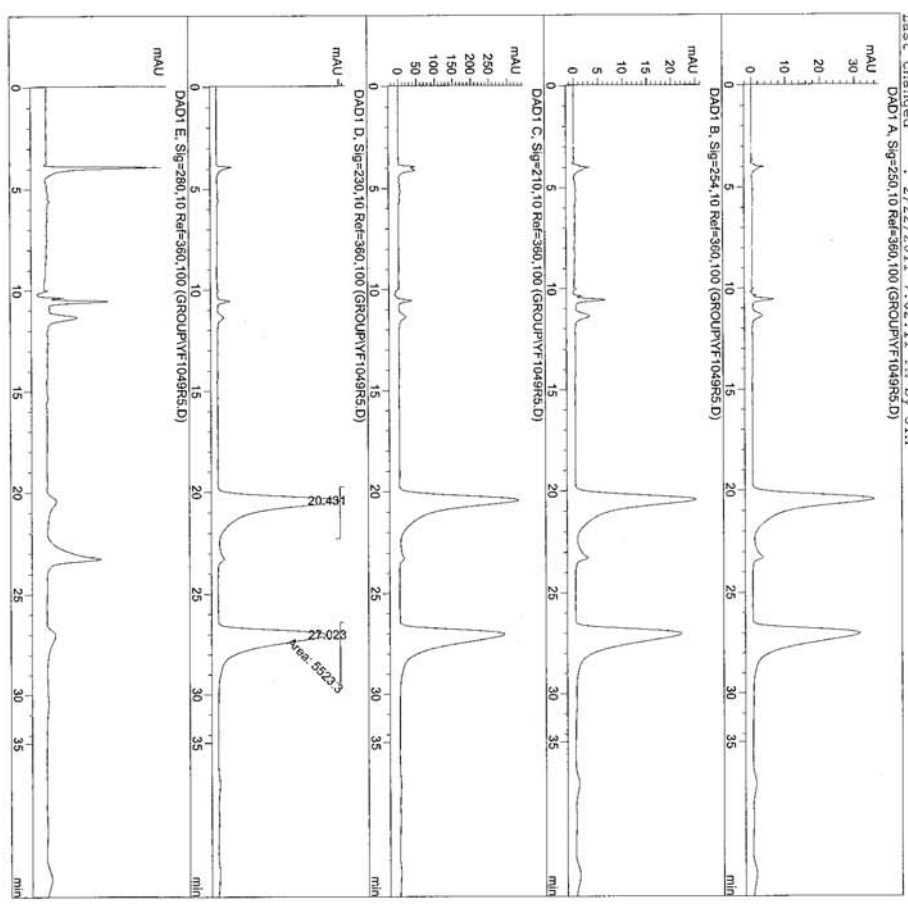 Last changed
DAD1 A, Sig=250,10 Ref=360,100 (GROUP\YF1049R5.D)
mAU
30
20
10
0
0 5 10 15 20 25 30 35 min
DAD1 B, Sig=254,10 Ref=360,100 (GROUP\YF1049R5.D)
mAU
20
15
10
5
0
0 5 10 15 20 25 30 35 min
DAD1 C, Sig=210,10 Ref=360,100 (GROUP\YF1049R5.D)
mAU
250
200
150
100
50
0
0 5 10 15 20 25 30 35 min
DAD1 D, Sig=230,10 Ref=360,100 (GROUP\YF1049R5.D)
mAU
20.431
27.023
Area: 5523.3
0 5 10 15 20 25 30 35 min
DAD1 E, Sig=280,10 Ref=360,100 (GROUP\YF1049R5.D)
mAU
0 5 10 15 20 25 30 35 min